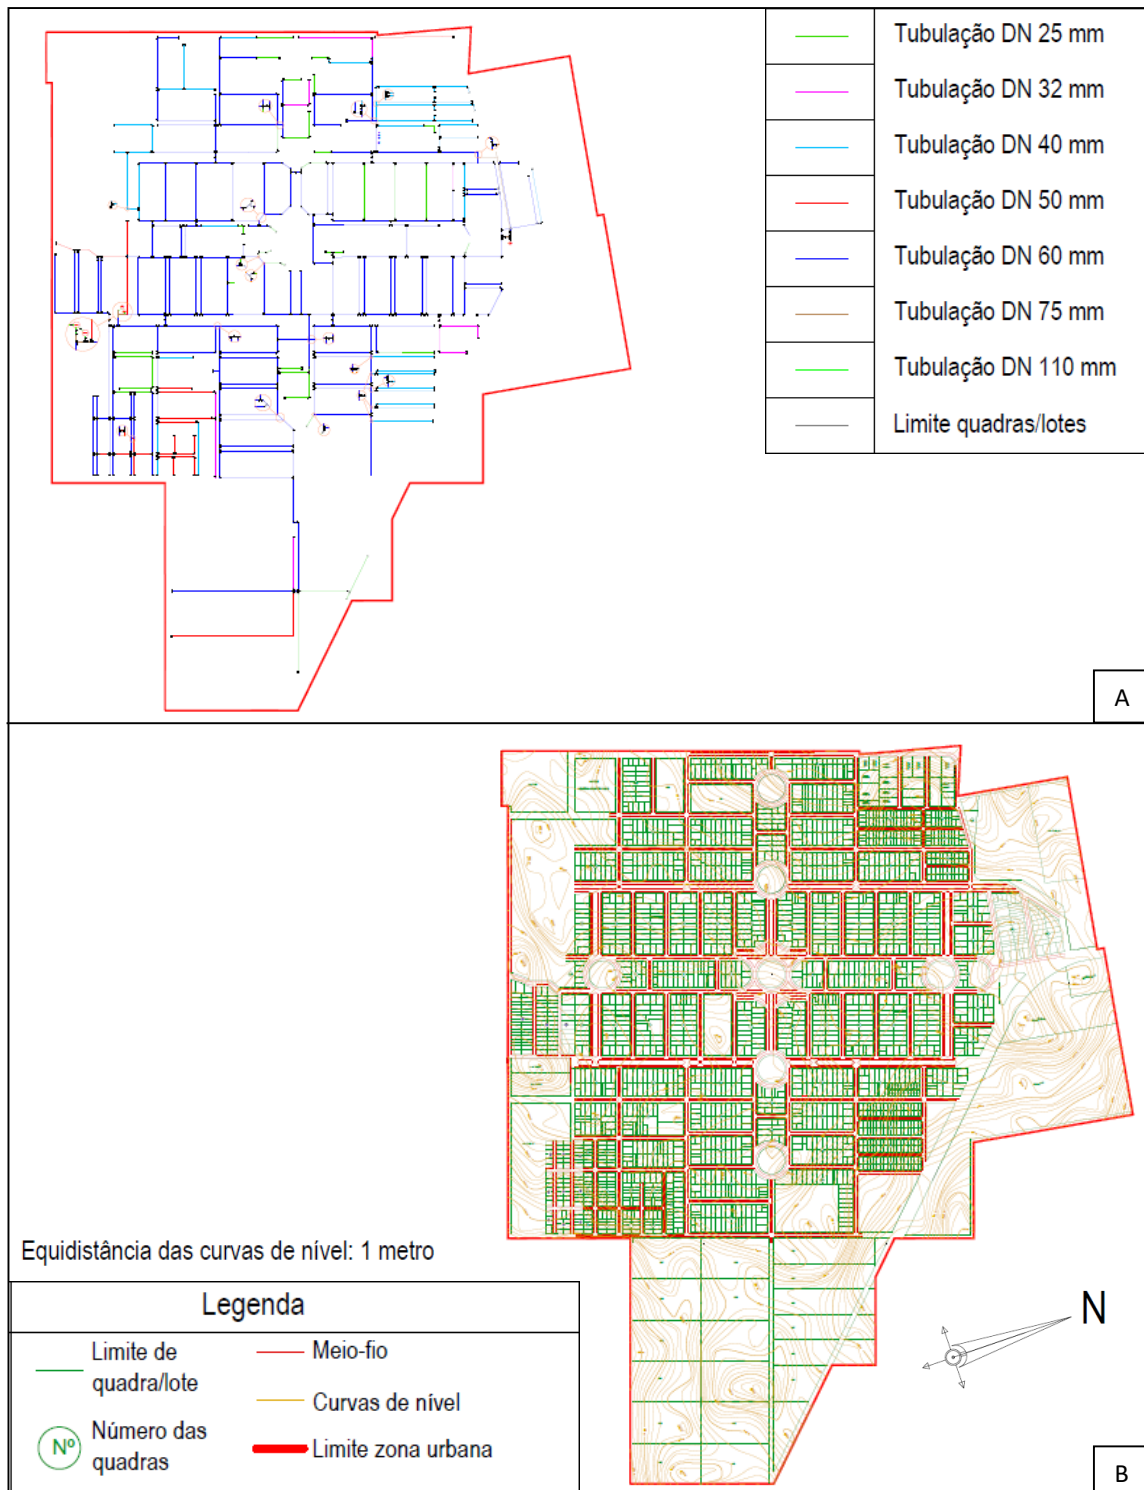 Tubulação DN 25 mm
Tubulação DN 32 mm
Tubulação DN 40 mm
Tubulação DN 50 mm
Tubulação DN 60 mm
Tubulação DN 75 mm
Tubulação DN 110 mm
Limite quadras/lotes
A
Equidistância das curvas de nível: 1 metro
Legenda
Limite de
quadra/lote
Meio-fio
Curvas de nível
Nº
Número das
quadras
Limite zona urbana
N
B